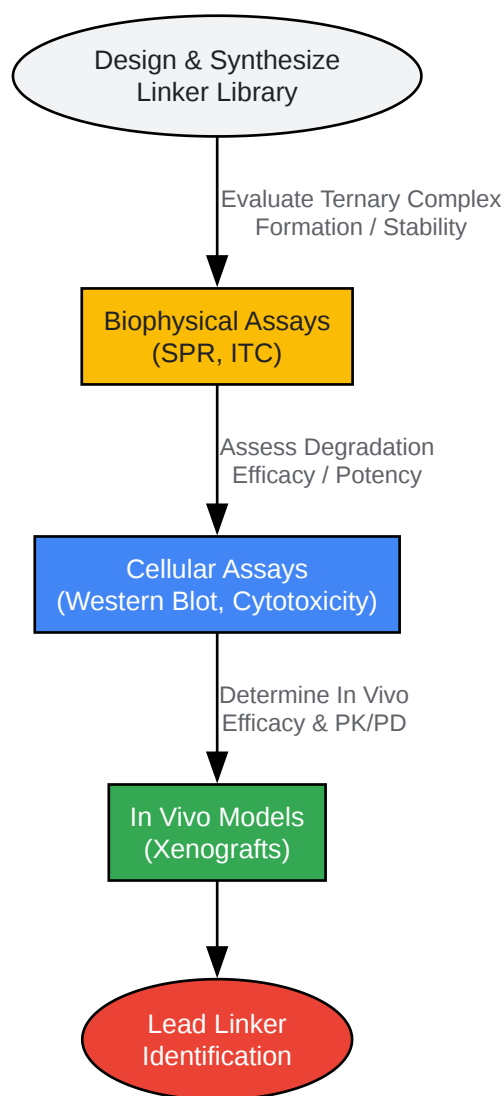 Design & Synthesize
Linker Library
Evaluate Ternary Complex
Formation / Stability
Biophysical Assays
(SPR, ITC)
Assess Degradation
Efficacy / Potency
Cellular Assays
(Western Blot, Cytotoxicity)
Determine In Vivo
Efficacy & PK/PD
In Vivo Models
(Xenografts)
Lead Linker
Identification